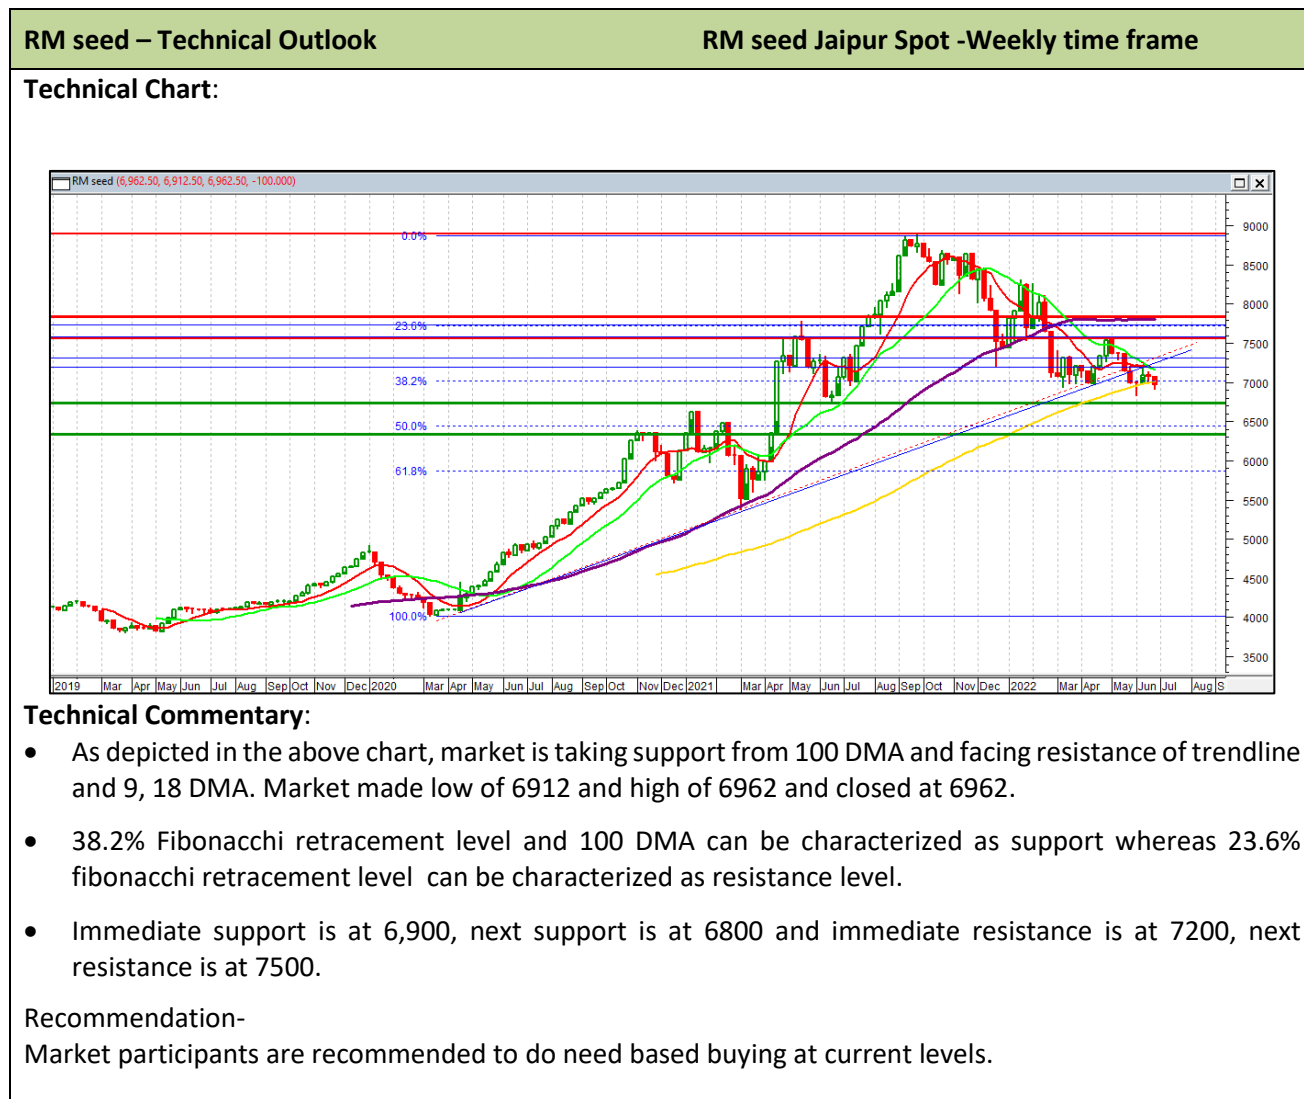 RM seed – Technical Outlook RM seed Jaipur Spot -Weekly time frame
Technical Chart:
RM seed (6,962.50, 6,912.50, 6,962.50, -100.000)
9000
0.0%
8500
8000
23.0%
7500
38.2%
7000
6500
50.0%
6000
61.8%
5500
5000
4500
4000
100.0%
3500
2019 Mar Apr May Jun Jul Aug Sep Oct Nov Dec 2020 Mar Apr May Jun Jul Aug Sep Oct Nov Dec 2021 Mar Apr May Jun Jul Aug Sep Oct Nov Dec 2022 Mar Apr May Jun Jul Aug S
Technical Commentary:
• As depicted in the above chart, market is taking support from 100 DMA and facing resistance of trendline
and 9, 18 DMA. Market made low of 6912 and high of 6962 and closed at 6962.
• 38.2% Fibonacchi retracement level and 100 DMA can be characterized as support whereas 23.6%
fibonacchi retracement level can be characterized as resistance level.
• Immediate support is at 6,900, next support is at 6800 and immediate resistance is at 7200, next
resistance is at 7500.
Recommendation-
Market participants are recommended to do need based buying at current levels.